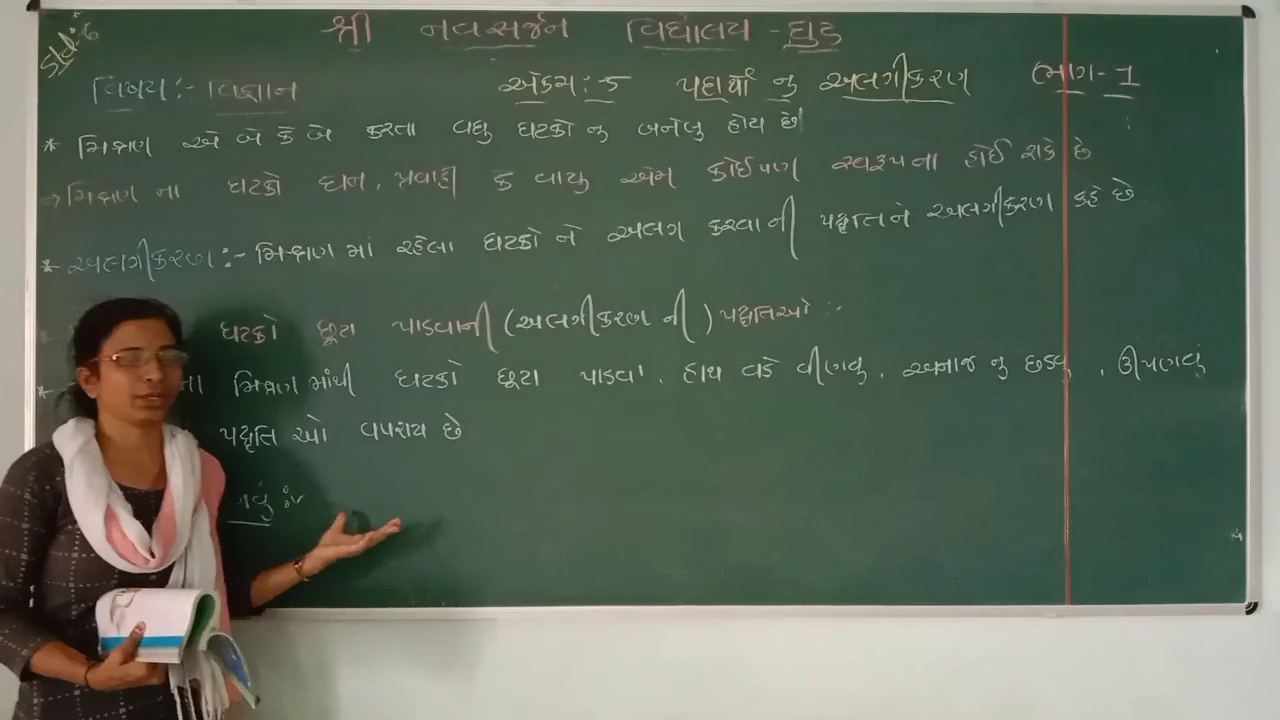 Std: 6
શ્રી નવસર્જન વિદ્યાલય - ધ્રુડ
વિષય :- વિજ્ઞાન એકમ :- 5 પદાર્થો નુ અલગીકરણ ભાગ - 1
* મિશ્રણ એ બે કે બે કરતા વધુ ઘટકો નુ બનેલુ હોય છે
→ મિશ્રણ ના ઘટકો ઘન, પ્રવાહી કે વાયુ એમ કોઈપણ સ્વરૂપ ના હોઈ શકે છે
* અલગીકરણ :- મિશ્રણ માં રહેલા ઘટકો ને અલગ કરવાની પદ્ધતિને અલગીકરણ કહે છે
* ઘટકો છૂટા પાડવાની (અલગીકરણ ની) પદ્ધતિઓ :-
* ના મિશ્રણ માંથી ઘટકો છૂટા પાડવા, હાથ વડે વીણવુ, અનાજ નુ છડવુ, ઊપણવું
પદ્ધતિ ઓ વપરાય છે